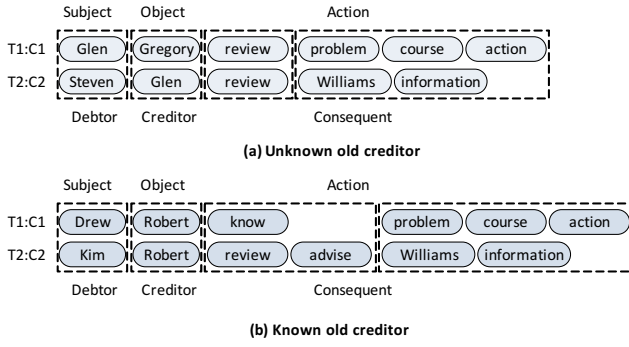 Subject Object Action
T1:C1 Glen Gregory review problem course action
T2:C2 Steven Glen review Williams information
Debtor Creditor Consequent
(a) Unknown old creditor
Subject Object Action
T1:C1 Drew Robert know problem course action
T2:C2 Kim Robert review advise Williams information
Debtor Creditor Consequent
(b) Known old creditor